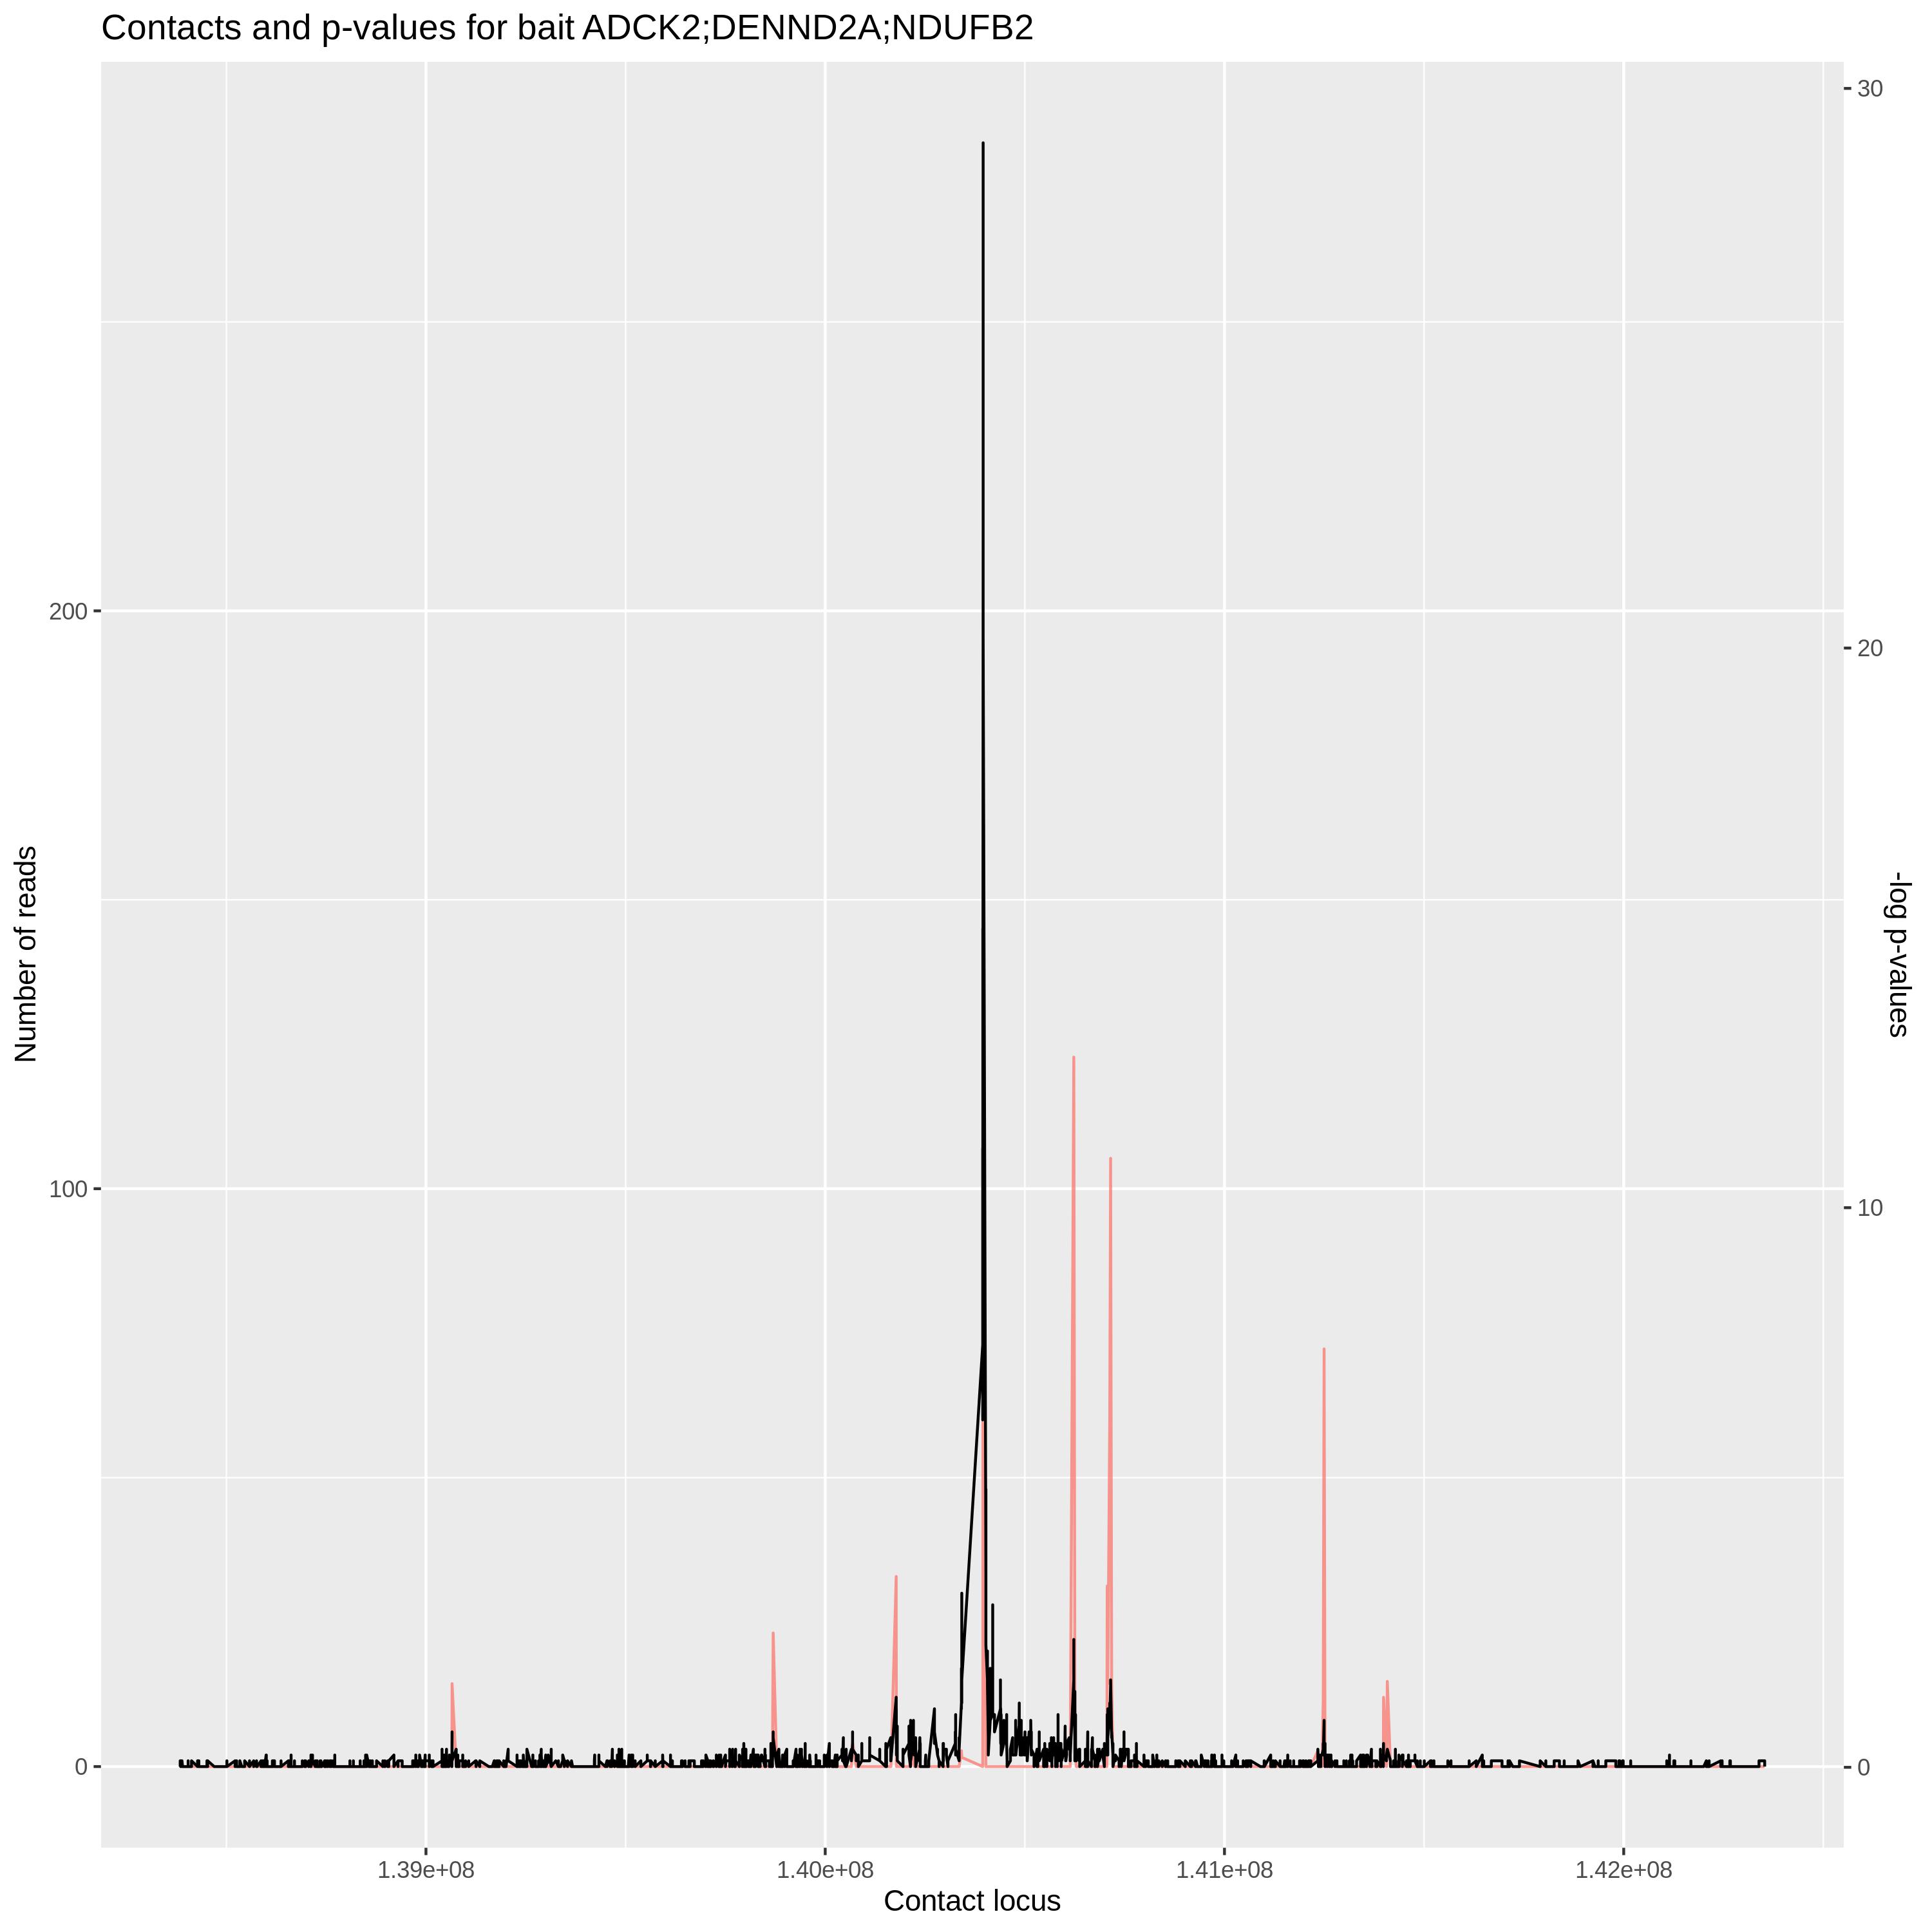 Contacts and p-values for bait ADCK2;DENND2A;NDUFB2
30
200
20
Number of reads
-log p-values
100
10
0
0
1.39e+08
1.40e+08
1.41e+08
1.42e+08
Contact locus